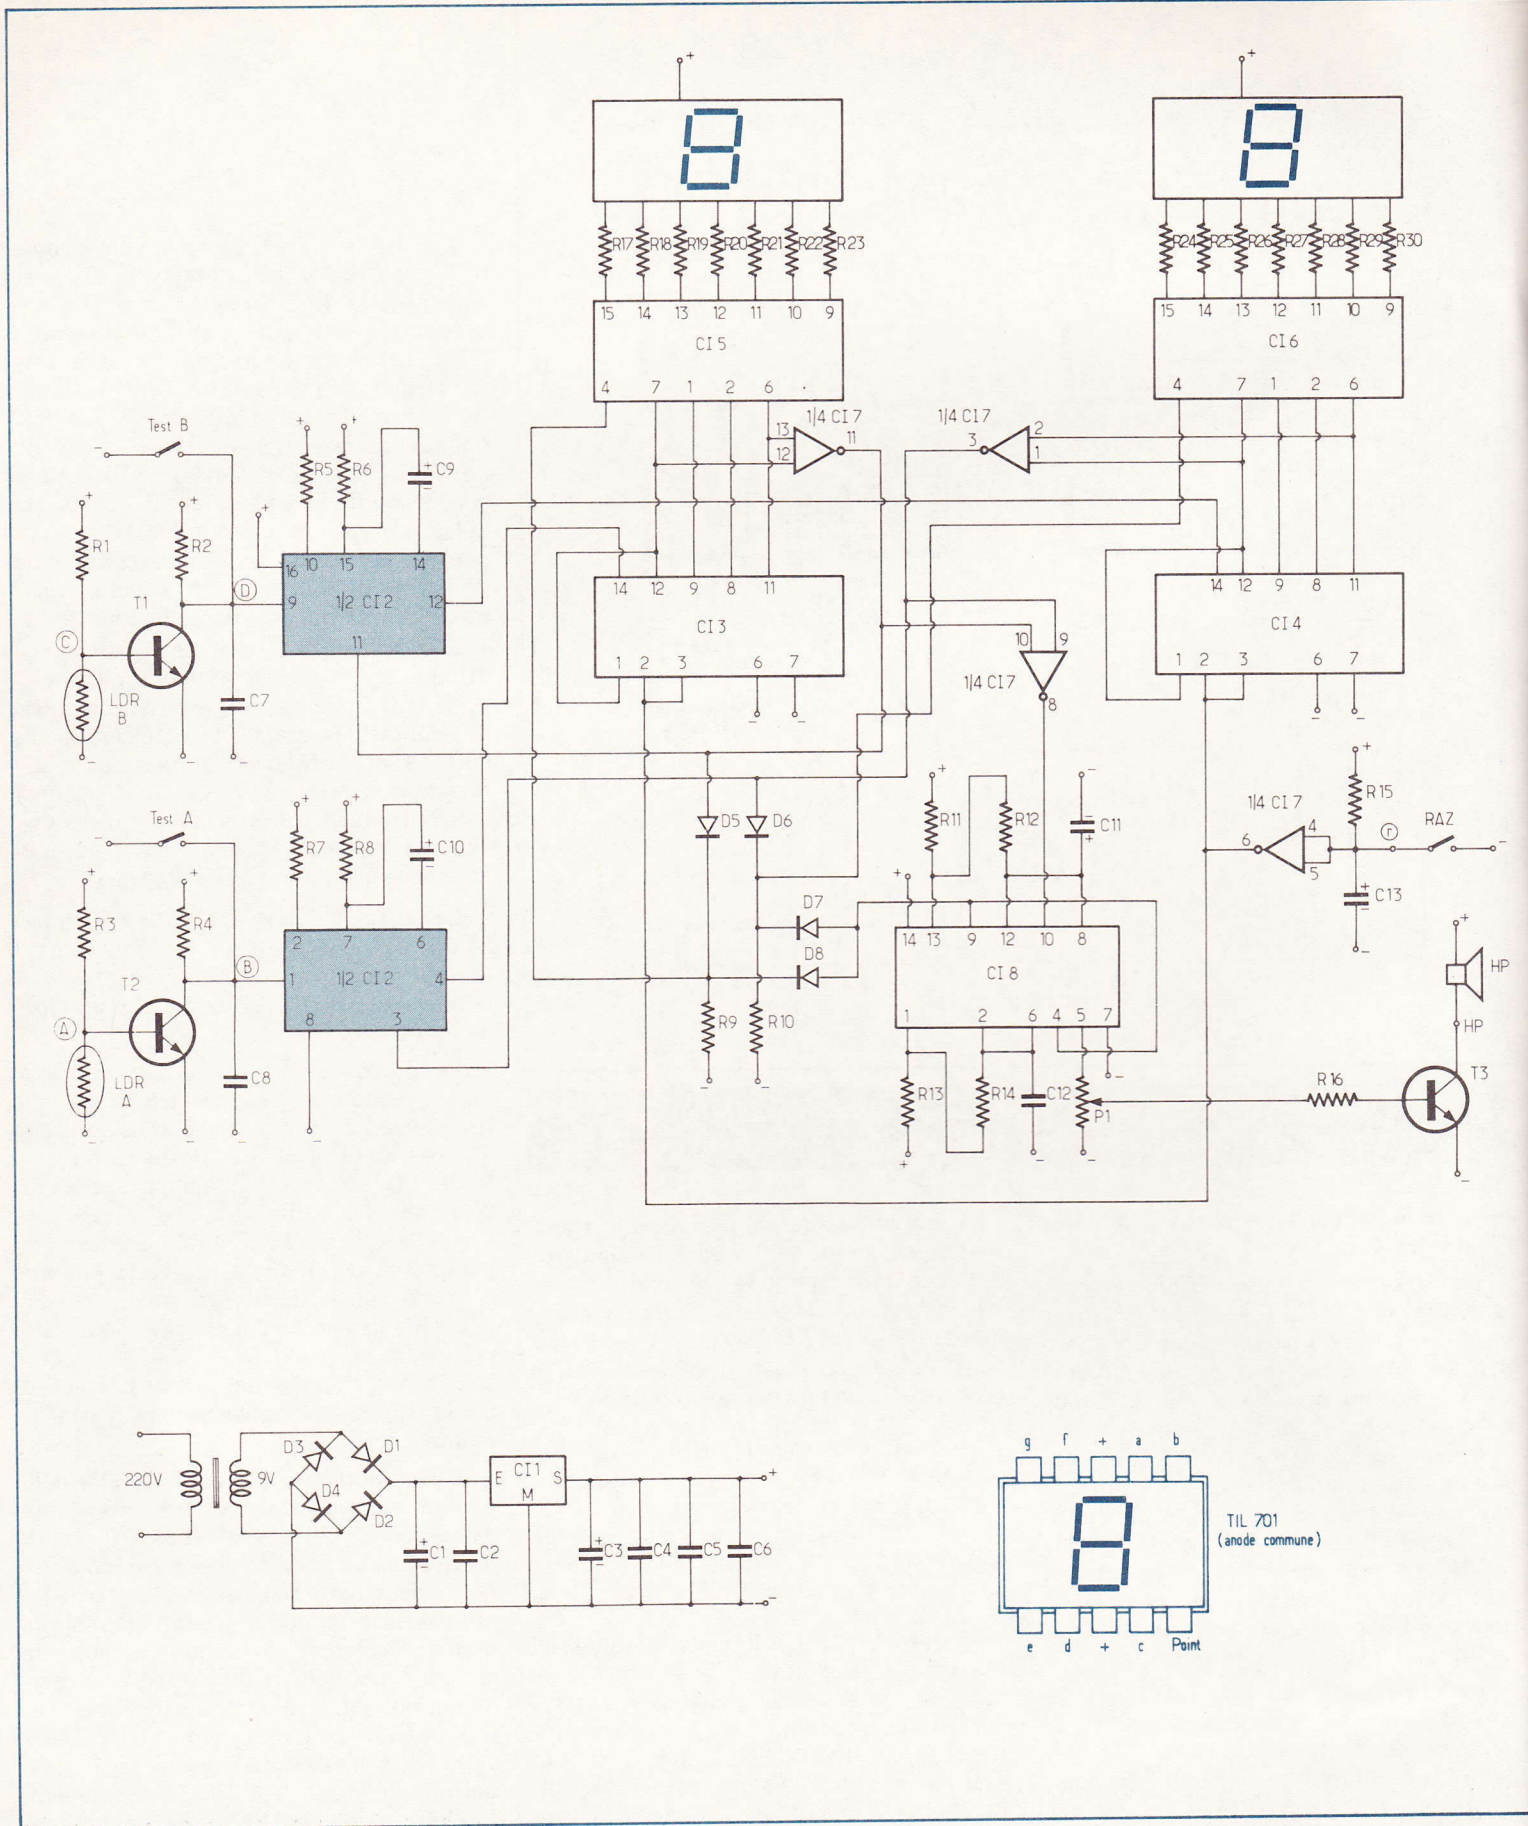 +
+
R17 R18 R19 R20 R21 R22 R23
R24 R25 R26 R27 R28 R29 R30
15 14 13 12 11 10 9
CI 5
4 7 1 2 6
15 14 13 12 11 10 9
CI 6
4 7 1 2 6
1/4 CI 7
13
12
11
1/4 CI 7
3
2
1
Test B
-
+
R1
+
R2
+
+
R5
+
R6
+
C9
-
16 10 15 14
9 1/2 CI 2 12
11
D
T1
C
LDR
B
C7
-
-
-
14 12 9 8 11
CI 3
1 2 3 6 7
-
-
14 12 9 8 11
CI 4
1 2 3 6 7
-
-
10
9
1/4 CI 7
8
Test A
-
+
R3
+
R4
+
R7
+
R8
+
C10
-
2 7 6
1 1/2 CI 2 4
8 3
B
T2
A
LDR
A
C8
-
-
-
-
D5
D6
D7
D8
R9
R10
-
-
+
R11
R12
-
-
C11
+
+
14 13 9 12 10 8
CI 8
1 2 6 4 5 7
R13
+
R14
C12
-
P1
-
-
1/4 CI 7
6
4
5
+
R15
r
RAZ
-
+
C13
-
-
+
HP
HP
R16
T3
-
220V
9V
D3
D1
D4
D2
E CI 1 S
M
+
C1
-
C2
+
C3
-
C4
C5
C6
+
-
g f + a b
TIL 701
(anode commune)
e d + c Point